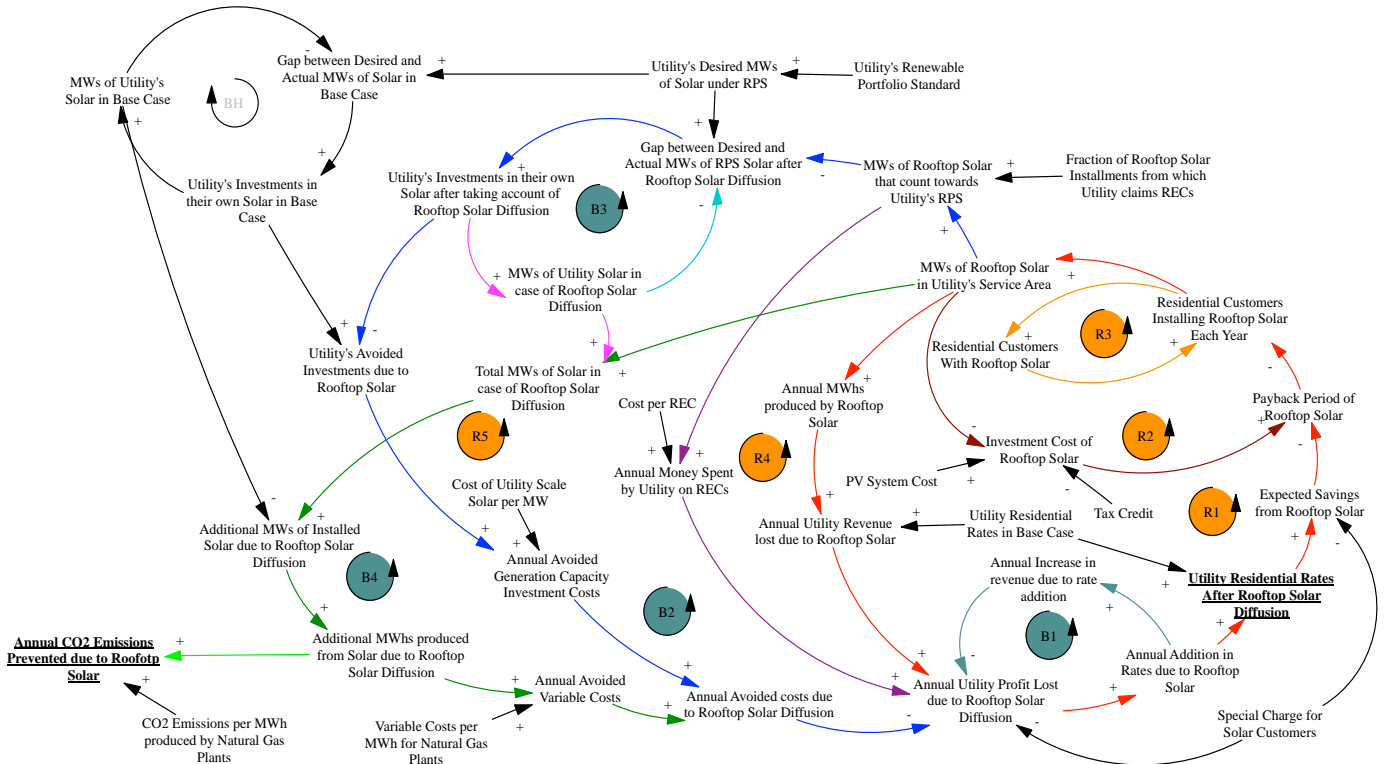 Gap between Desired and
Actual MWs of Solar in
Base Case
MWs of Utility's
Solar in Base Case
BH
Utility's Desired MWs
of Solar under RPS
Utility's Renewable
Portfolio Standard
Utility's Investments in
their own Solar in Base
Case
Utility's Investments in their own
Solar after taking account of
Rooftop Solar Diffusion
B3
Gap between Desired and
Actual MWs of RPS Solar after
Rooftop Solar Diffusion
MWs of Rooftop Solar
that count towards
Utility's RPS
Fraction of Rooftop Solar
Installments from which
Utility claims RECs
MWs of Utility Solar in
case of Rooftop Solar
Diffusion
MWs of Rooftop Solar
in Utility's Service Area
Residential Customers
Installing Rooftop Solar
Each Year
R3
Residential Customers
With Rooftop Solar
Utility's Avoided
Investments due to
Rooftop Solar
Total MWs of Solar in
case of Rooftop Solar
Diffusion
Cost per REC
Annual MWhs
produced by Rooftop
Solar
Payback Period of
Rooftop Solar
R5
R4
R2
Investment Cost of
Rooftop Solar
Annual Money Spent
by Utility on RECs
PV System Cost
Tax Credit
R1
Expected Savings
from Rooftop Solar
Cost of Utility Scale
Solar per MW
Additional MWs of Installed
Solar due to Rooftop Solar
Diffusion
Annual Utility Revenue
lost due to Rooftop Solar
Utility Residential
Rates in Base Case
B4
Annual Avoided
Generation Capacity
Investment Costs
B2
Annual Increase in
revenue due to rate
addition
B1
Utility Residential Rates
After Rooftop Solar
Diffusion
Annual CO2 Emissions
Prevented due to Roofotp
Solar
Additional MWhs produced
from Solar due to Rooftop
Solar Diffusion
Annual Avoided
Variable Costs
Annual Avoided costs due
to Rooftop Solar Diffusion
Annual Utility Profit Lost
due to Rooftop Solar
Diffusion
Annual Addition in
Rates due to Rooftop
Solar
Special Charge for
Solar Customers
CO2 Emissions per MWh
produced by Natural Gas
Plants
Variable Costs per
MWh for Natural Gas
Plants